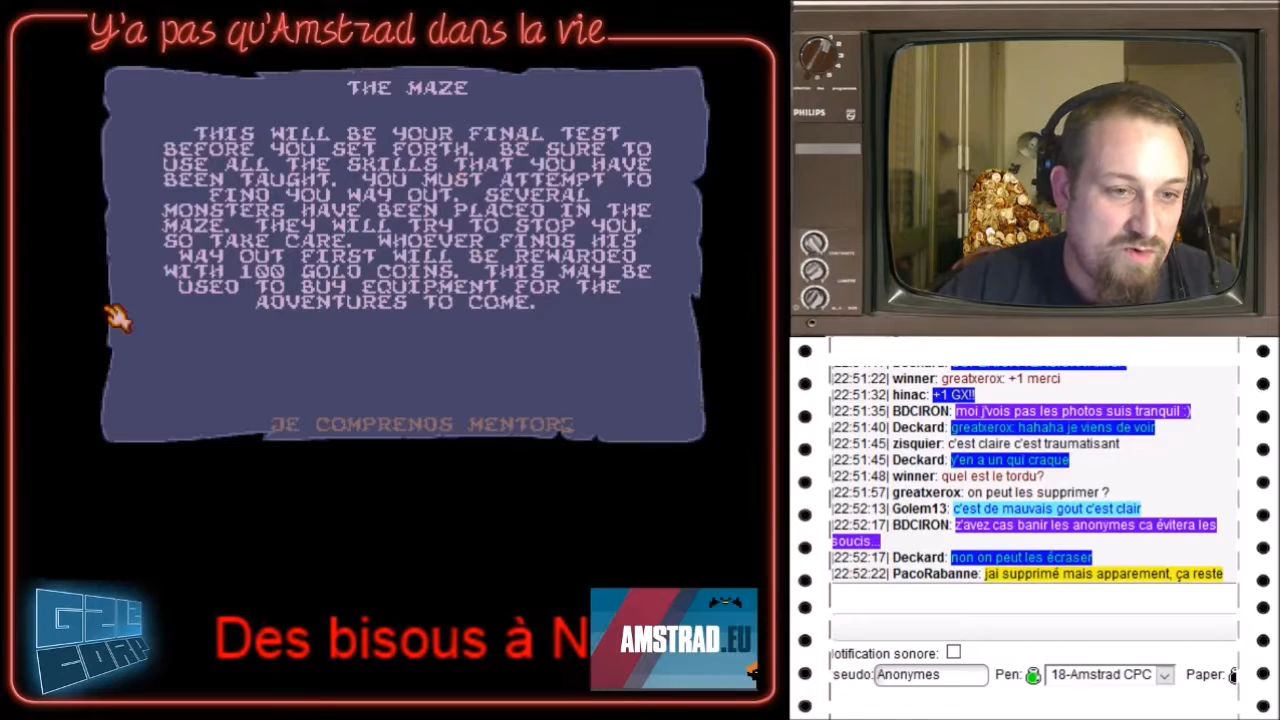 Y'a pas qu'Amstrad dans la vie
THE MAZE
THIS WILL BE YOUR FINAL TEST
BEFORE YOU SET FORTH. BE SURE TO
USE ALL THE SKILLS THAT YOU HAVE
BEEN TAUGHT. YOU MUST ATTEMPT TO
FIND YOU WAY OUT. SEVERAL
MONSTERS HAVE BEEN PLACED IN THE
MAZE. THEY WILL TRY TO STOP YOU,
SO TAKE CARE. WHOEVER FINDS HIS
WAY OUT FIRST WILL BE REWARDED
WITH 100 GOLD COINS. THIS MAY BE
USED TO BUY EQUIPMENT FOR THE
ADVENTURES TO COME.
JE COMPRENDS MENTORS
G2L2
CORP
Des bisous à N
AMSTRAD.EU
PHILIPS
|22:51:22| winner: greatxerox: +1 merci
|22:51:32| hinac: +1 GX!!
|22:51:35| BDCIRON: moi j'vois pas les photos suis tranquil :)
|22:51:40| Deckard: greatxerox: hahaha je viens de voir
|22:51:45| zisquier: c'est claire c'est traumatisant
|22:51:45| Deckard: y'en a un qui craque
|22:51:48| winner: quel est le tordu?
|22:51:57| greatxerox: on peut les supprimer ?
|22:52:13| Golem13: c'est de mauvais gout c'est clair
|22:52:17| BDCIRON: z'avez cas banir les anonymes ca évitera les
soucis...
|22:52:17| Deckard: non on peut les écraser
|22:52:22| PacoRabanne: jai supprimé mais apparement, ça reste
otification sonore:
seudo: Anonymes Pen: 18-Amstrad CPC Paper: